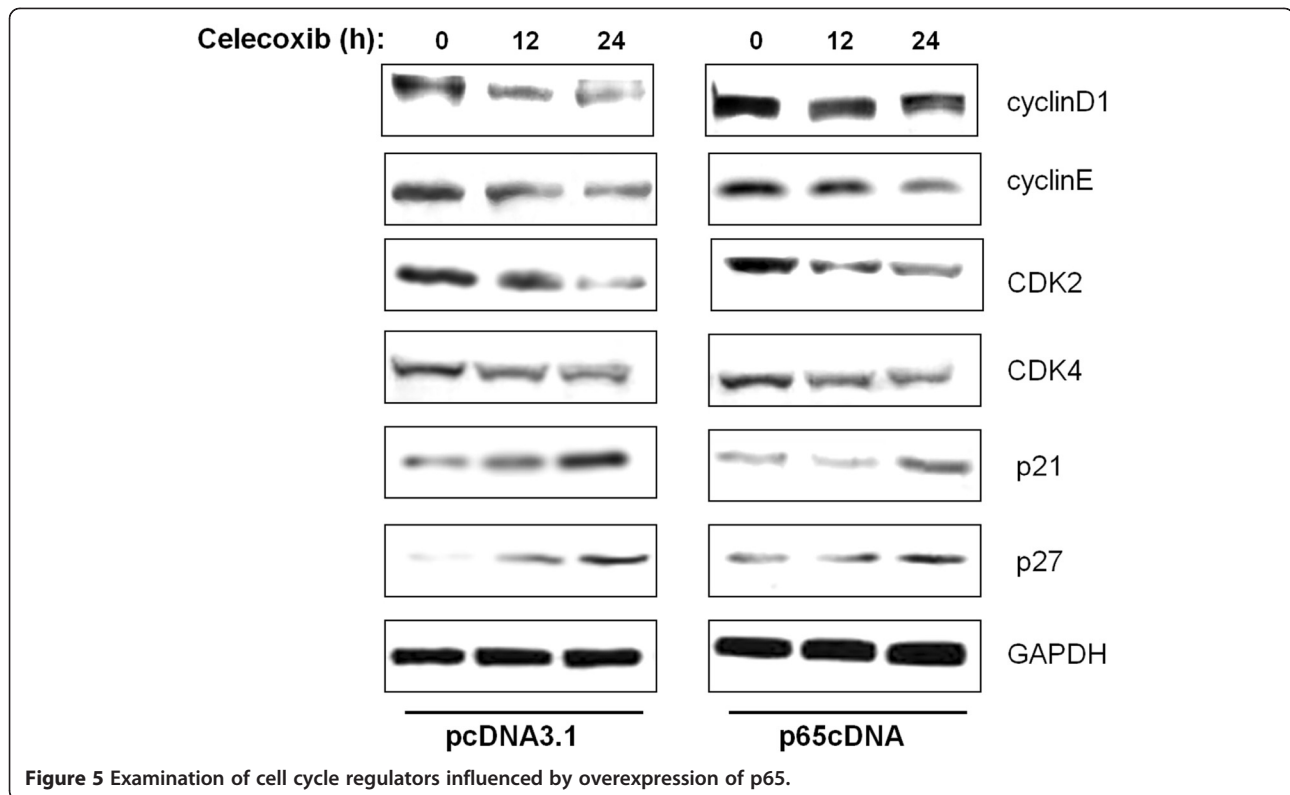 Celecoxib (h): 0 12 24 0 12 24
cyclinD1
cyclinE
CDK2
CDK4
p21
p27
GAPDH
pcDNA3.1 p65cDNA
Figure 5 Examination of cell cycle regulators influenced by overexpression of p65.